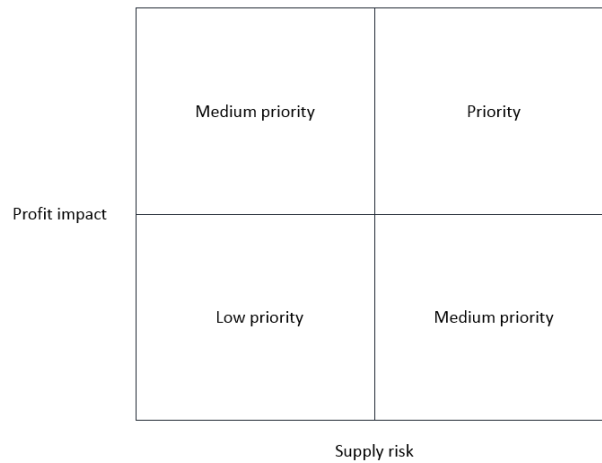 Medium priority
Priority
Profit impact
Low priority
Medium priority
Supply risk